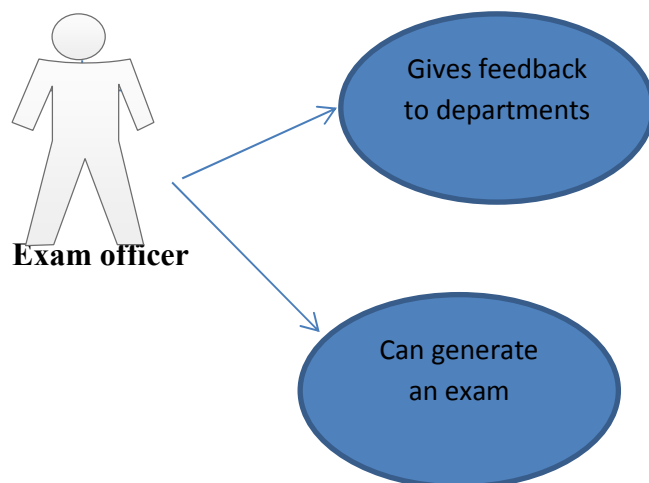 Gives feedback
to departments
Exam officer
Can generate
an exam